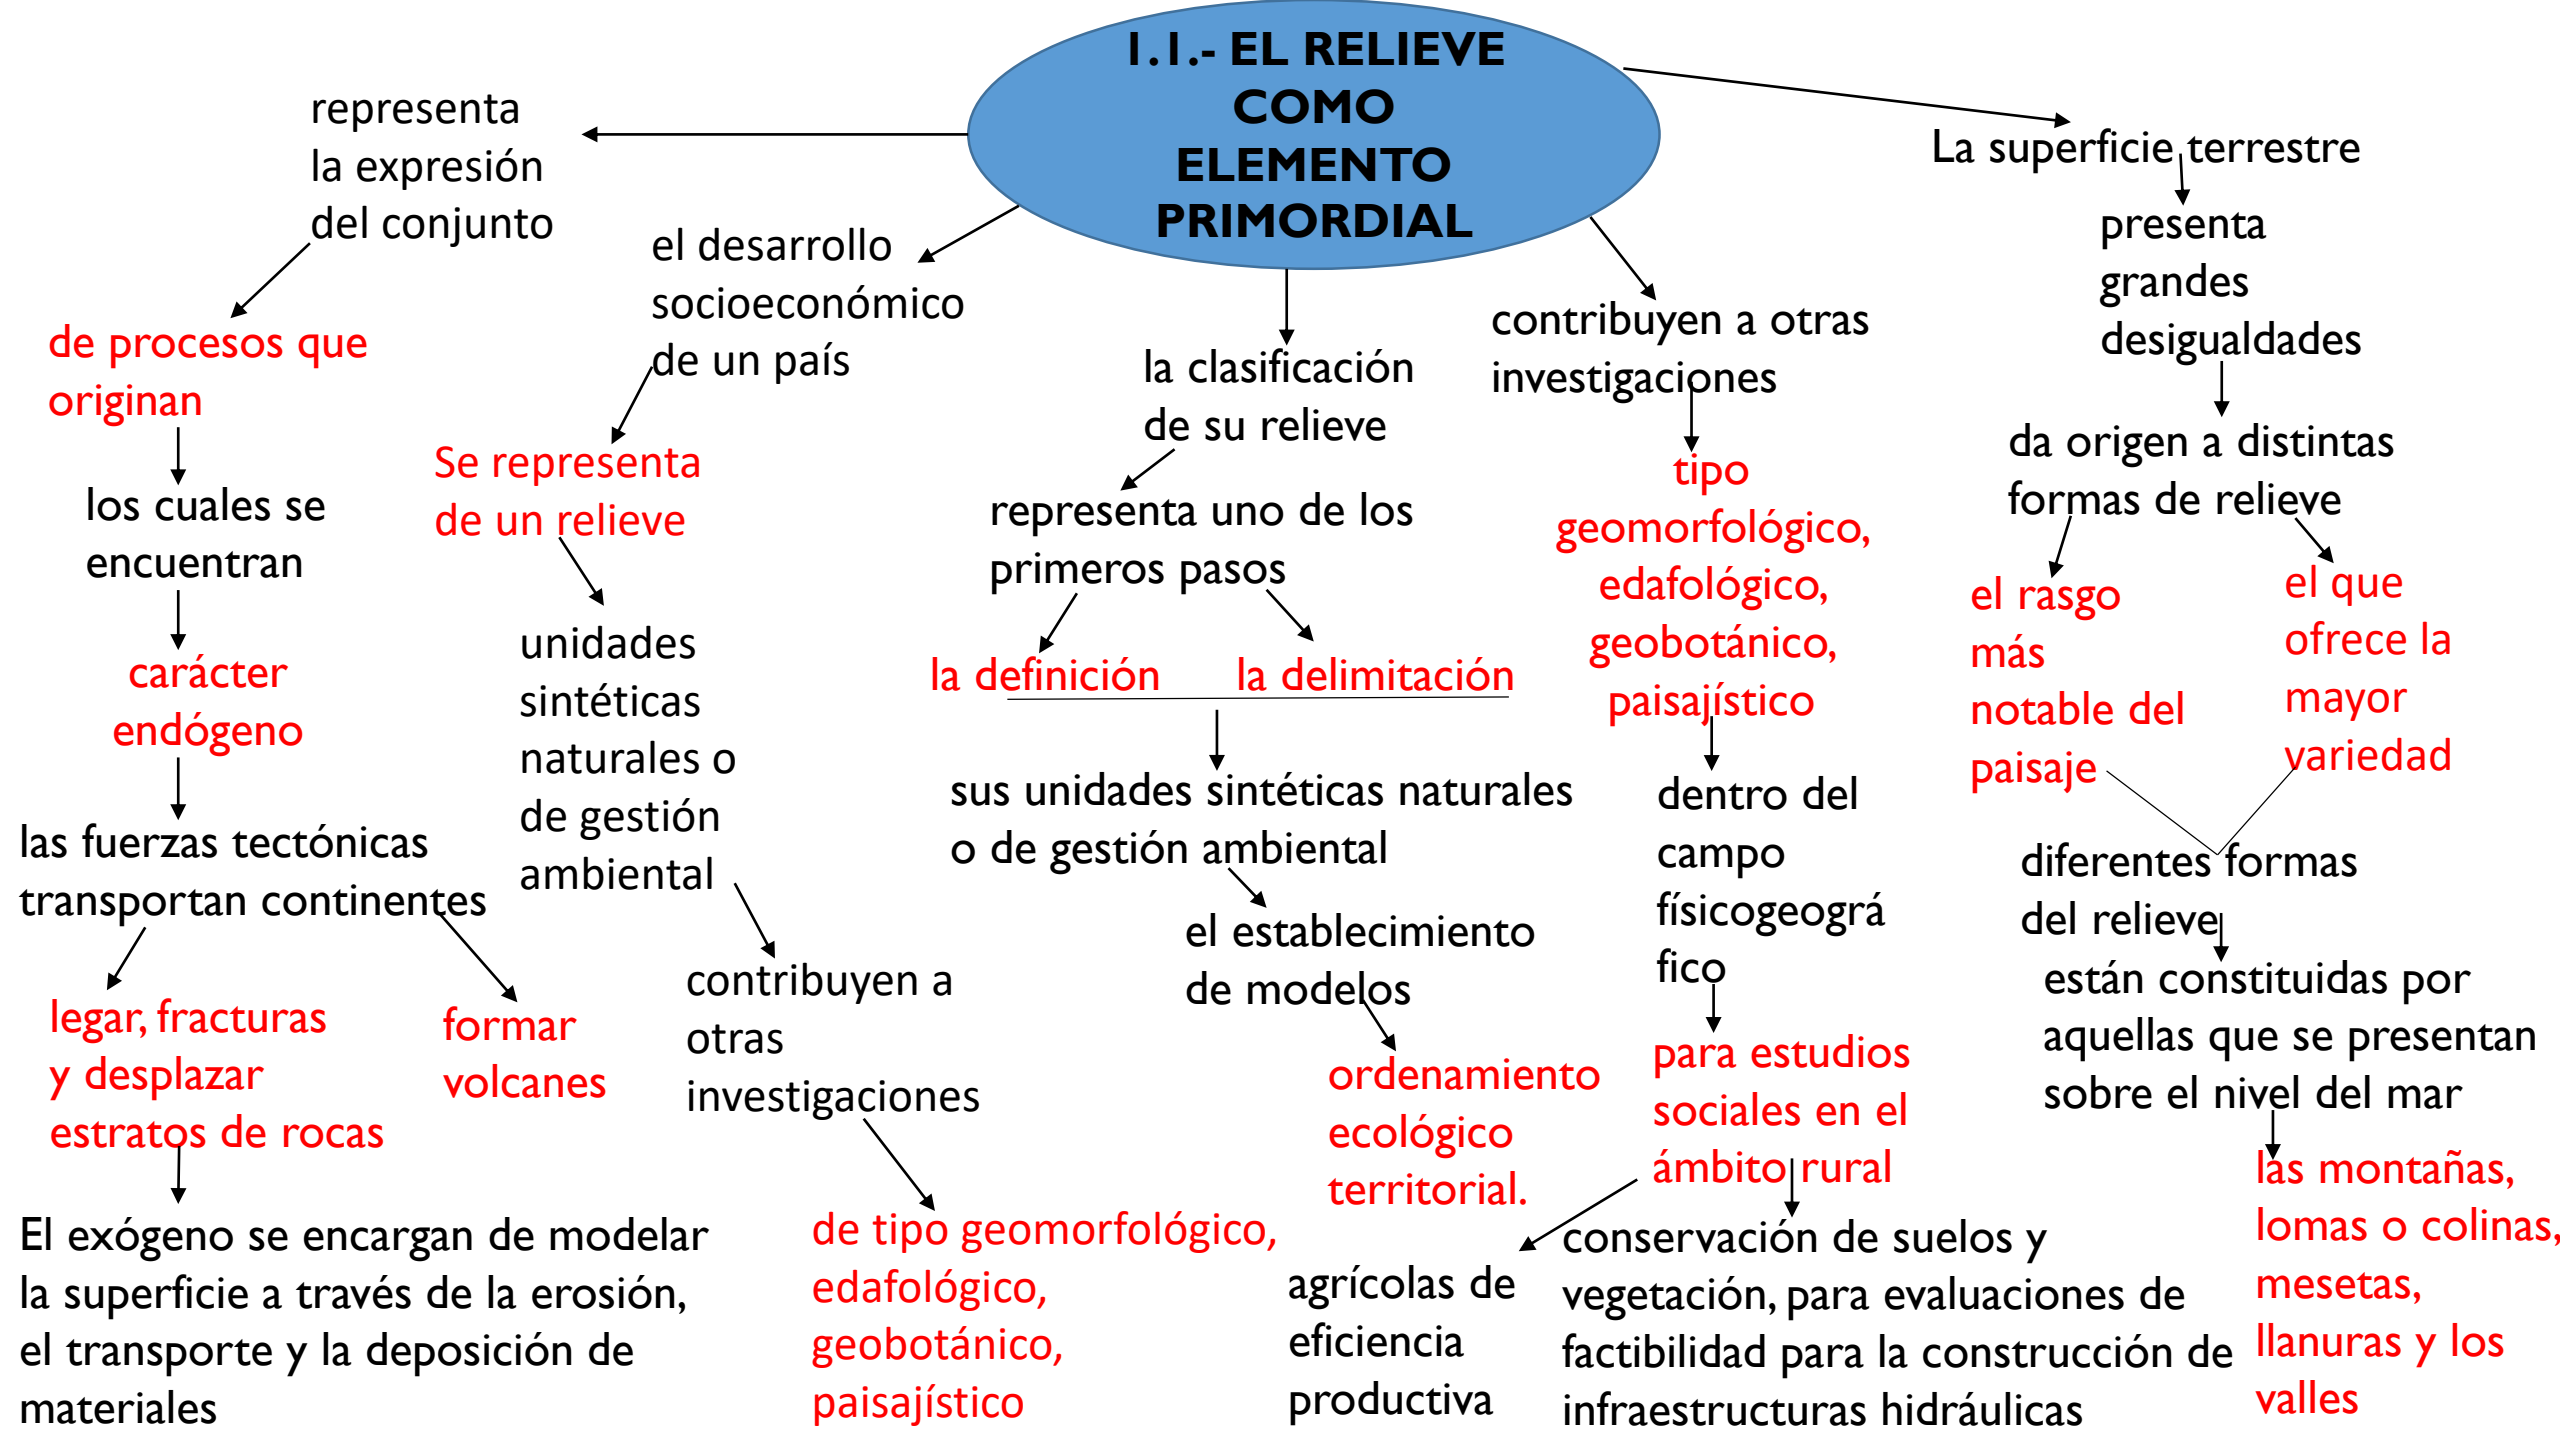 1.1.- EL RELIEVE
COMO
ELEMENTO
PRIMORDIAL
representa
la expresión
del conjunto
de procesos que
originan
los cuales se
encuentran
carácter
endógeno
las fuerzas tectónicas
transportan continentes
legar, fracturas
y desplazar
estratos de rocas
formar
volcanes
El exógeno se encargan de modelar
la superficie a través de la erosión,
el transporte y la deposición de
materiales
el desarrollo
socioeconómico
de un país
Se representa
de un relieve
unidades
sintéticas
naturales o
de gestión
ambiental
contribuyen a
otras
investigaciones
de tipo geomorfológico,
edafológico,
geobotánico,
paisajístico
la clasificación
de su relieve
representa uno de los
primeros pasos
la definición
la delimitación
sus unidades sintéticas naturales
o de gestión ambiental
el establecimiento
de modelos
ordenamiento
ecológico
territorial.
contribuyen a otras
investigaciones
tipo
geomorfológico,
edafológico,
geobotánico,
paisajístico
dentro del
campo
físicogeográ
fico
para estudios
sociales en el
ámbito rural
agrícolas de
eficiencia
productiva
conservación de suelos y
vegetación, para evaluaciones de
factibilidad para la construcción de
infraestructuras hidráulicas
La superficie terrestre
presenta
grandes
desigualdades
da origen a distintas
formas de relieve
el rasgo
más
notable del
paisaje
el que
ofrece la
mayor
variedad
diferentes formas
del relieve
están constituidas por
aquellas que se presentan
sobre el nivel del mar
las montañas,
lomas o colinas,
mesetas,
llanuras y los
valles